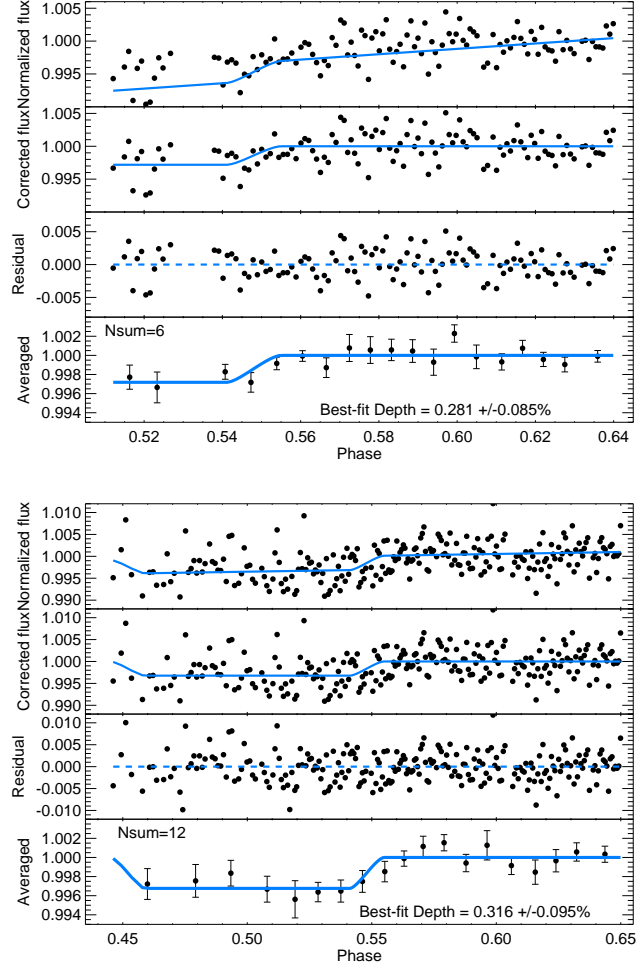 Normalized flux
1.000
0.995
Corrected flux
1.005
1.000
0.995
Residual
0.005
0.000
-0.005
Averaged
Nsum=6
1.002
1.000
0.998
0.996
0.994
Best-fit Depth = 0.281 +/-0.085%
0.52 0.54 0.56 0.58 0.60 0.62 0.64
Phase
Normalized flux
1.010
1.005
1.000
0.995
0.990
Corrected flux
1.010
1.005
1.000
0.995
0.990
Residual
0.010
0.005
0.000
-0.005
-0.010
Averaged
Nsum=12
1.002
1.000
0.998
0.996
0.994
Best-fit Depth = 0.316 +/-0.095%
0.45 0.50 0.55 0.60 0.65
Phase